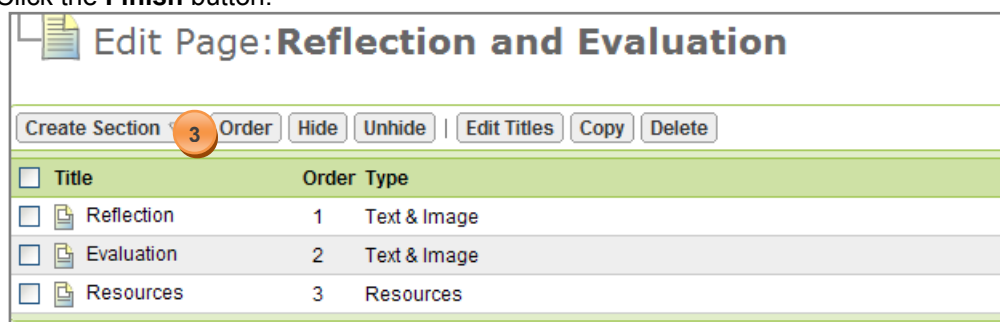 Click the Finish button.
Edit Page:Reflection and Evaluation
Create Section 3 Order Hide Unhide | Edit Titles Copy Delete
Title Order Type
Reflection 1 Text & Image
Evaluation 2 Text & Image
Resources 3 Resources